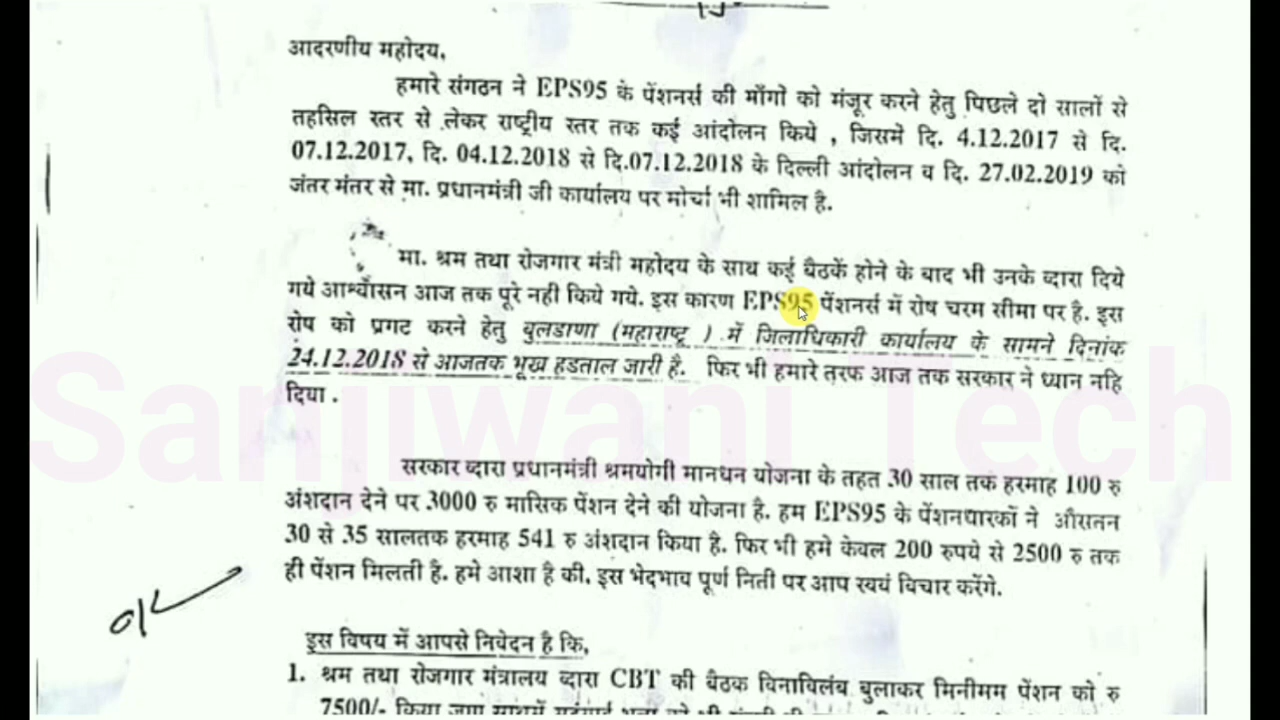 आदरणीय महोदय,
हमारे संगठन ने EPS95 के पेंशनर्स की माँगों को मंजूर करने हेतु पिछले दो सालों से
तहसिल स्तर से लेकर राष्ट्रीय स्तर तक कई आंदोलन किये , जिसमें दि. 4.12.2017 से दि.
07.12.2017, दि. 04.12.2018 से दि.07.12.2018 के दिल्ली आंदोलन व दि. 27.02.2019 को
जंतर मंतर से मा. प्रधानमंत्री जी कार्यालय पर मोर्चा भी शामिल है.
मा. श्रम तथा रोजगार मंत्री महोदय के साथ कई बैठकें होने के बाद भी उनके व्दारा दिये
गये आश्वासन आज तक पूरे नही किये गये. इस कारण EPS95 पेंशनर्स में रोष चरम सीमा पर है. इस
रोष को प्रगट करने हेतु बुलडाणा (महाराष्ट्र ) में जिलाधिकारी कार्यालय के सामने दिनांक
24.12.2018 से आजतक भूख हडताल जारी है. फिर भी हमारे तरफ आज तक सरकार ने ध्यान नहि
दिया .
सरकार व्दारा प्रधानमंत्री श्रमयोगी मानधन योजना के तहत 30 साल तक हरमाह 100 रु
अंशदान देने पर 3000 रु मासिक पेंशन देने की योजना है. हम EPS95 के पेंशनधारकों ने औसतन
30 से 35 सालतक हरमाह 541 रु अंशदान किया है. फिर भी हमे केवल 200 रुपये से 2500 रु तक
ही पेंशन मिलती है. हमे आशा है की, इस भेदभाव पूर्ण निती पर आप स्वयं विचार करेंगे.
इस विषय में आपसे निवेदन है कि,
1. श्रम तथा रोजगार मंत्रालय व्दारा CBT की बैठक विनाविलंब बुलाकर मिनीमम पेंशन को रु
7500/- किया जाए
Sanjiwani Tech